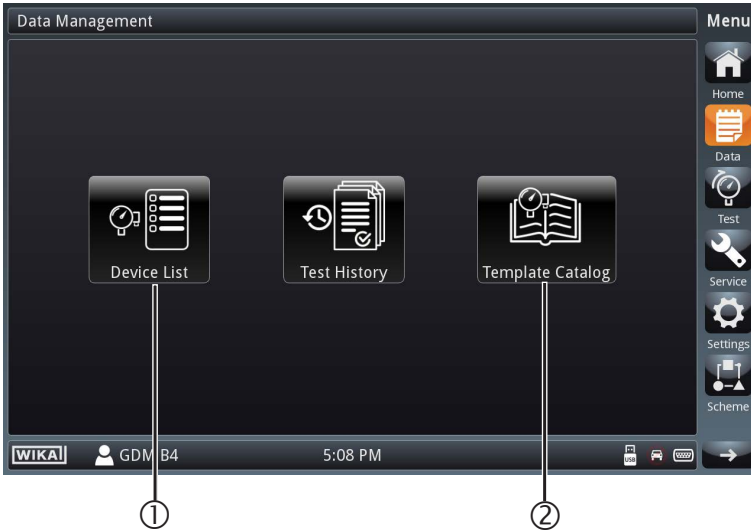 Data Management
Menu
Home
Data
Test
Service
Settings
Scheme
Device List
Test History
Template Catalog
WIKAI
GDM B4
5:08 PM
USB
①
②